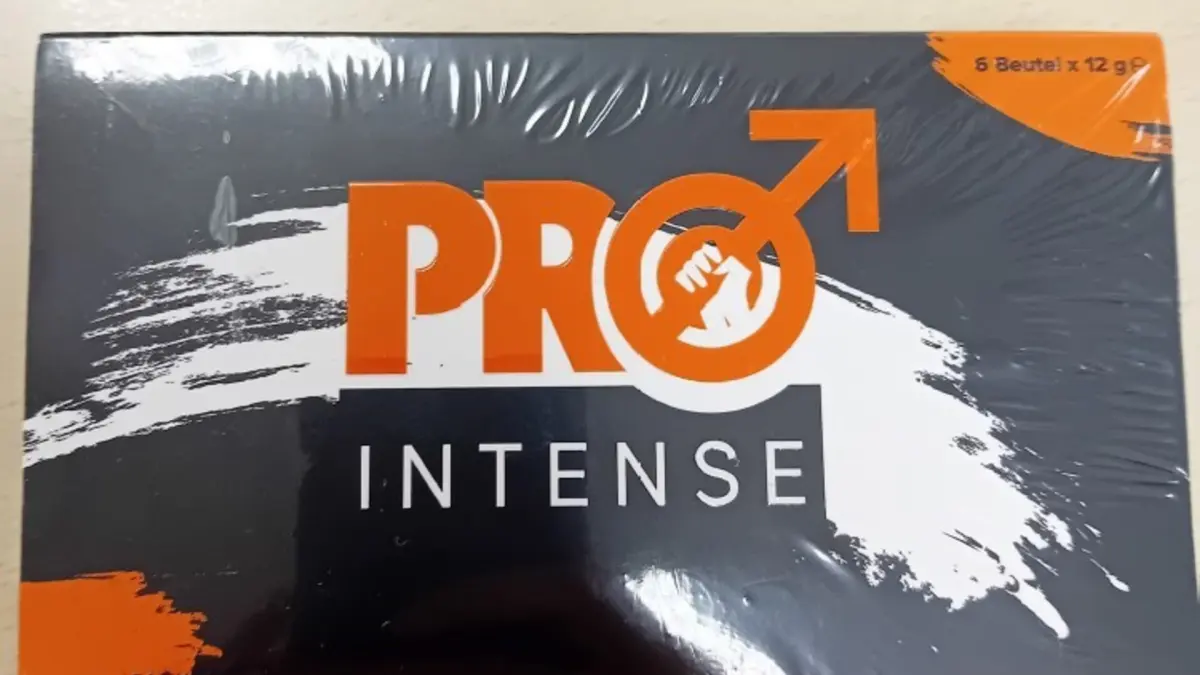 6 Beutel x 12 g ℮
PRO
INTENSE